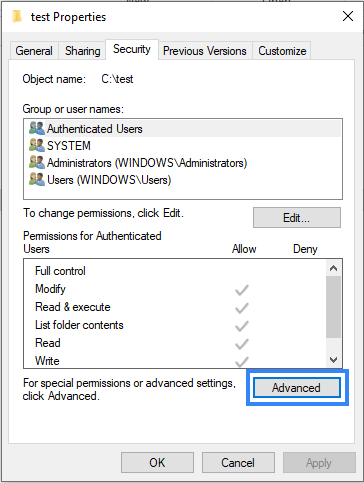 test Properties
General Sharing Security Previous Versions Customize
Object name: C:\test
Group or user names:
Authenticated Users
SYSTEM
Administrators (WINDOWS\Administrators)
Users (WINDOWS\Users)
To change permissions, click Edit.
Edit...
Permissions for Authenticated
Users Allow Deny
Full control
Modify
Read & execute
List folder contents
Read
Write
For special permissions or advanced settings,
click Advanced.
Advanced
OK Cancel Apply